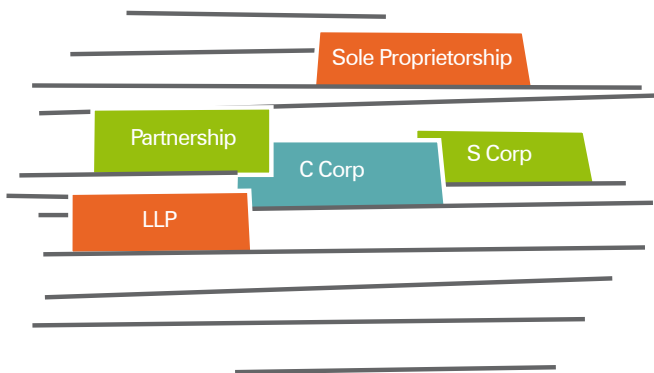 Sole Proprietorship
Partnership
S Corp
C Corp
LLP